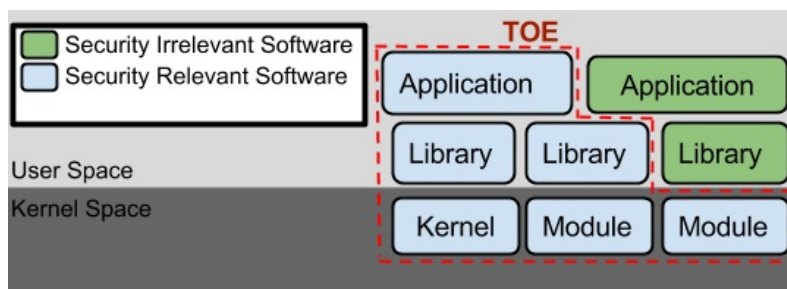 TOE
Security Irrelevant Software
Security Relevant Software
Application
Application
Library
Library
Library
User Space
Kernel Space
Kernel
Module
Module